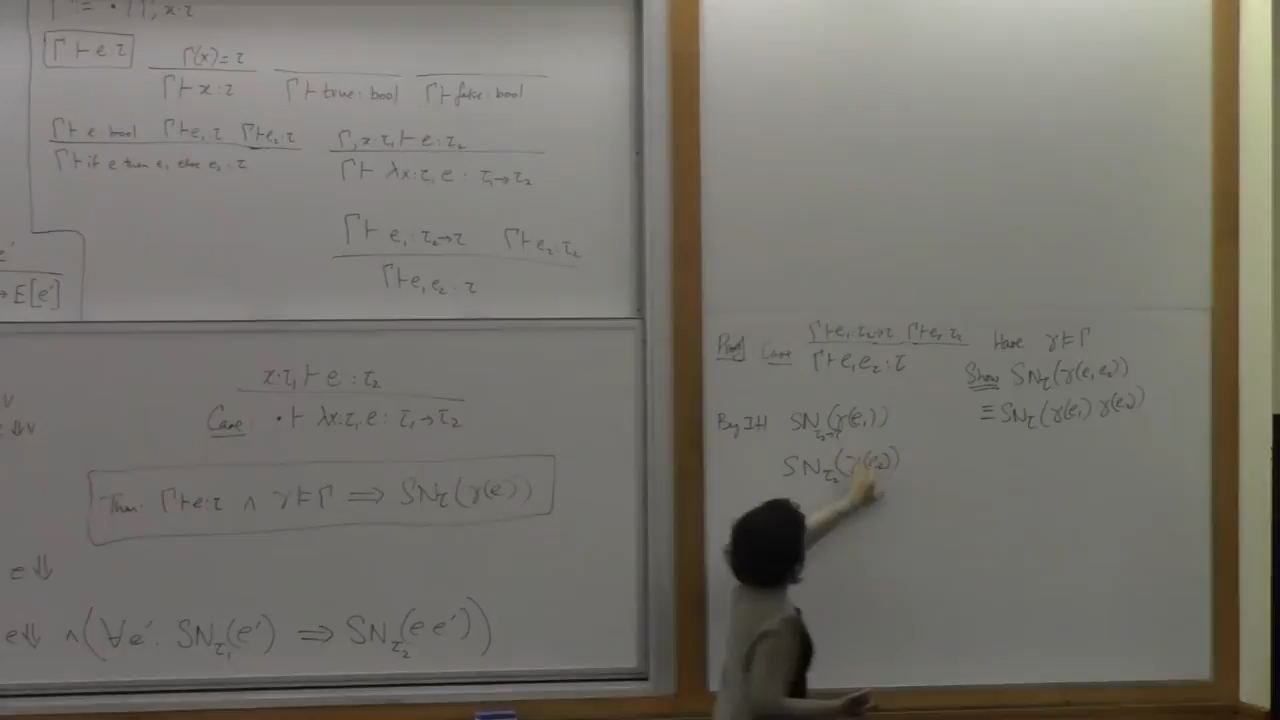 Γ ::= · | Γ, x:τ
Γ ⊢ e : τ
Γ(x) = τ
Γ ⊢ x : τ
Γ ⊢ true : bool
Γ ⊢ false : bool
Γ ⊢ e bool Γ ⊢ e₁ τ Γ ⊢ e₂ : τ
Γ ⊢ if e then e₁ else e₂ : τ
Γ, x:τ₁ ⊢ e : τ₂
Γ ⊢ λx:τ₁ e : τ₁→τ₂
Γ ⊢ e₁ : τ₂→τ Γ ⊢ e₂ : τ₂
Γ ⊢ e₁ e₂ : τ
e'
→ E[e']
v
e⇓v
x:τ₁ ⊢ e : τ₂
Case: · ⊢ λx:τ₁.e : τ₁→τ₂
Thm: Γ ⊢ e:τ ∧ γ ⊨ Γ ⟹ SN_τ(γ(e))
e⇓
e⇓ ∧ (∀e'. SN_τ₁(e') ⟹ SN_τ₂(e e'))
Proof Case Γ ⊢ e₁ : τ₂→τ Γ ⊢ e₂ : τ₂
Γ ⊢ e₁ e₂ : τ
Have γ ⊨ Γ
Show SN_τ(γ(e₁ e₂))
≡ SN_τ(γ(e₁) γ(e₂))
By IH SN_τ₂→τ(γ(e₁))
SN_τ₂(γ(e₂))